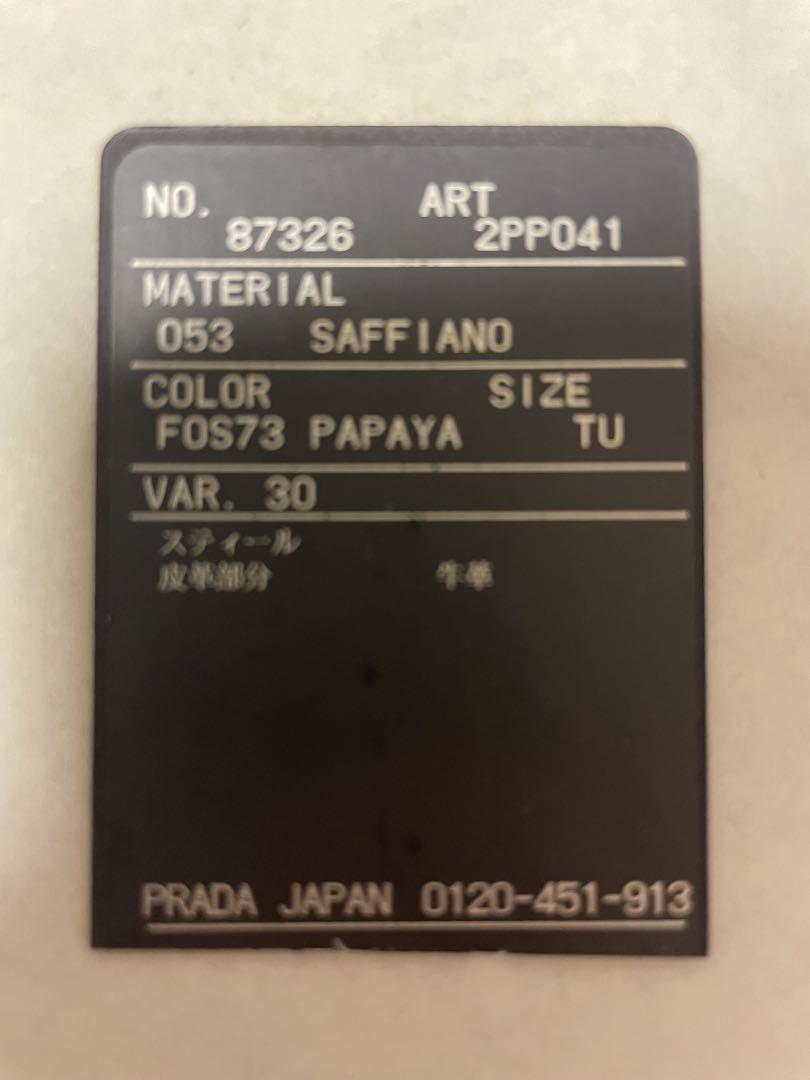 NO. ART
87326 2PP041
MATERIAL
053 SAFFIANO
COLOR SIZE
F0S73 PAPAYA TU
VAR. 30
スティール
皮革部分 牛革
PRADA JAPAN 0120-451-913